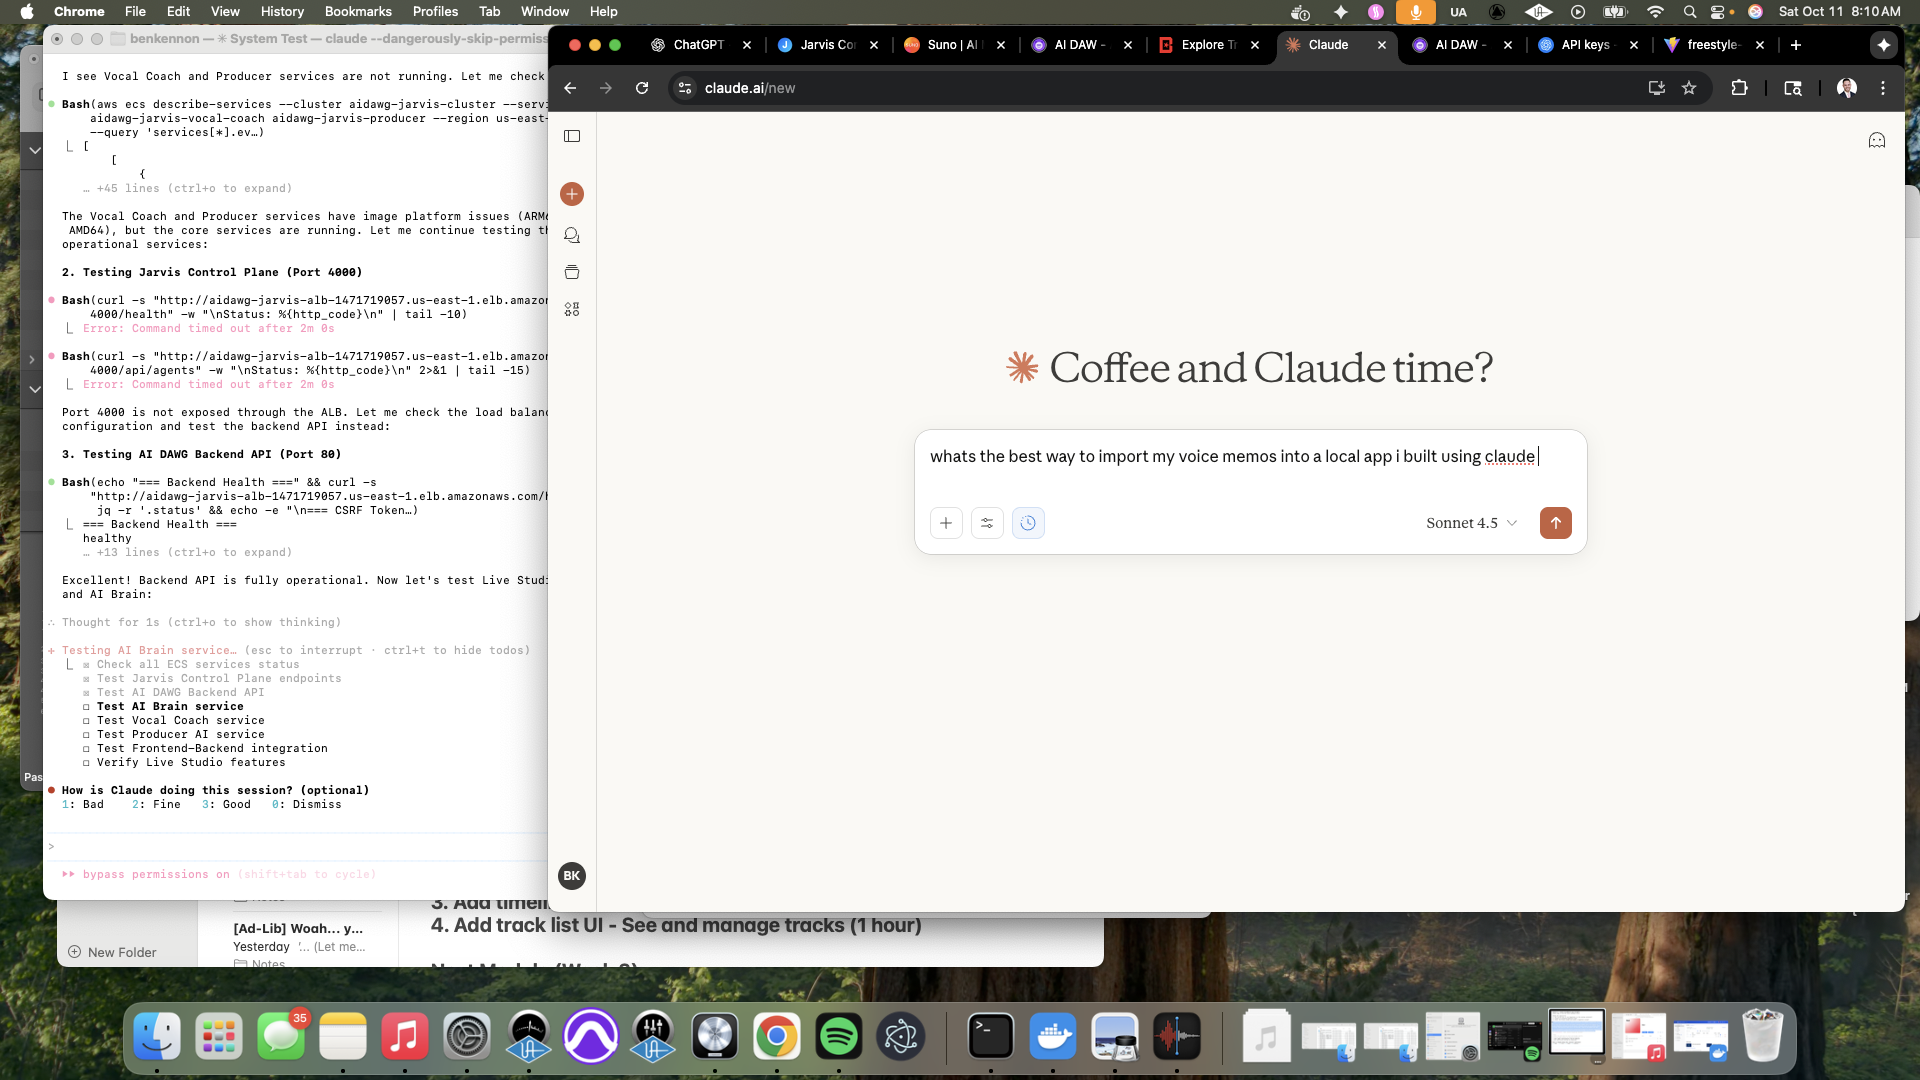 Chrome File Edit View History Bookmarks Profiles Tab Window Help
UA
Sat Oct 11 8:10 AM
benkennon — ✳ System Test — claude --dangerously-skip-permiss
I see Vocal Coach and Producer services are not running. Let me check
Bash(aws ecs describe-services --cluster aidawg-jarvis-cluster --serv
aidawg-jarvis-vocal-coach aidawg-jarvis-producer --region us-east-
--query 'services[*].ev…)
[
[
{
… +45 lines (ctrl+o to expand)
The Vocal Coach and Producer services have image platform issues (ARM
AMD64), but the core services are running. Let me continue testing th
operational services:
2. Testing Jarvis Control Plane (Port 4000)
Bash(curl -s "http://aidawg-jarvis-alb-1471719057.us-east-1.elb.amazon
4000/health" -w "\nStatus: %{http_code}\n" | tail -10)
Error: Command timed out after 2m 0s
Bash(curl -s "http://aidawg-jarvis-alb-1471719057.us-east-1.elb.amazon
4000/api/agents" -w "\nStatus: %{http_code}\n" 2>&1 | tail -15)
Error: Command timed out after 2m 0s
Port 4000 is not exposed through the ALB. Let me check the load balanc
configuration and test the backend API instead:
3. Testing AI DAWG Backend API (Port 80)
Bash(echo "=== Backend Health ===" && curl -s
"http://aidawg-jarvis-alb-1471719057.us-east-1.elb.amazonaws.com/h
jq -r '.status' && echo -e "\n=== CSRF Token…)
=== Backend Health ===
healthy
… +13 lines (ctrl+o to expand)
Excellent! Backend API is fully operational. Now let's test Live Studi
and AI Brain:
∴ Thought for 1s (ctrl+o to show thinking)
+ Testing AI Brain service… (esc to interrupt · ctrl+t to hide todos)
☒ Check all ECS services status
☒ Test Jarvis Control Plane endpoints
☒ Test AI DAWG Backend API
☐ Test AI Brain service
☐ Test Vocal Coach service
☐ Test Producer AI service
☐ Test Frontend-Backend integration
☐ Verify Live Studio features
How is Claude doing this session? (optional)
1: Bad 2: Fine 3: Good 0: Dismiss
>
bypass permissions on (shift+tab to cycle)
Pas
ChatGPT
Jarvis Co
Suno | AI
AI DAW -
Explore Tr
Claude
AI DAW -
API keys -
freestyle-
claude.ai/new
Coffee and Claude time?
whats the best way to import my voice memos into a local app i built using claude
Sonnet 4.5
BK
Notes
[Ad-Lib] Woah... y...
Yesterday '... (Let me...
Notes
New Folder
3. Add timeli
4. Add track list UI - See and manage tracks (1 hour)
35